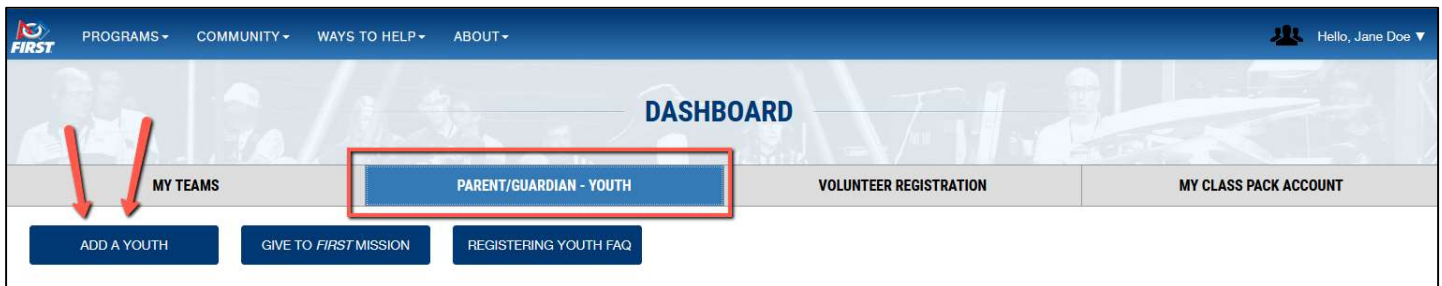 FIRST PROGRAMS COMMUNITY WAYS TO HELP ABOUT Hello, Jane Doe
DASHBOARD
MY TEAMS PARENT/GUARDIAN - YOUTH VOLUNTEER REGISTRATION MY CLASS PACK ACCOUNT
ADD A YOUTH GIVE TO FIRST MISSION REGISTERING YOUTH FAQ